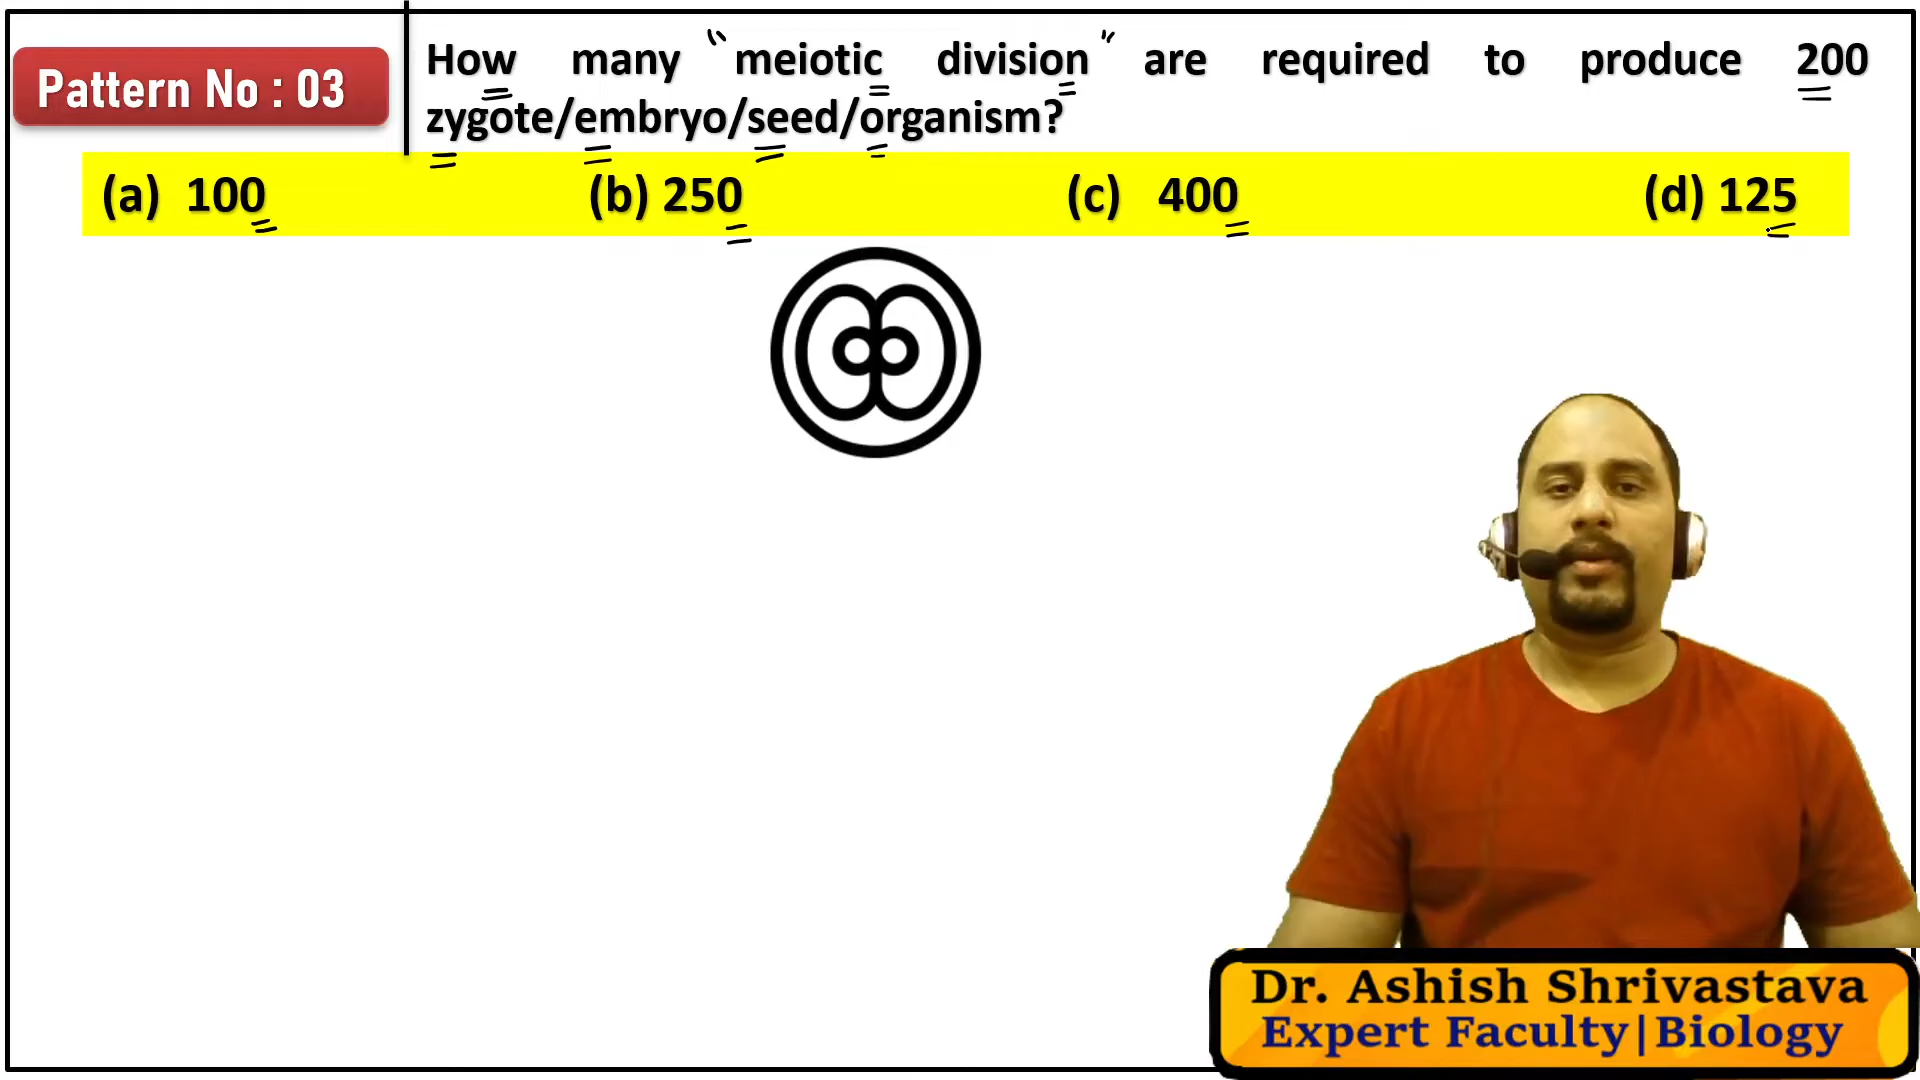 Pattern No : 03
How many "meiotic division" are required to produce 200
zygote/embryo/seed/organism?
(a) 100 (b) 250 (c) 400 (d) 125
Dr. Ashish Shrivastava
Expert Faculty|Biology